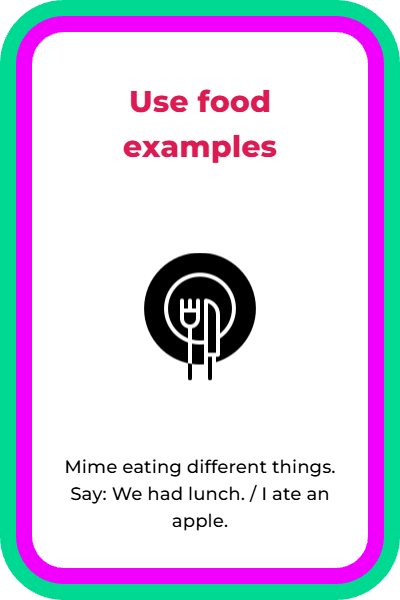 Use food
examples
Mime eating different things.
Say: We had lunch. / I ate an
apple.